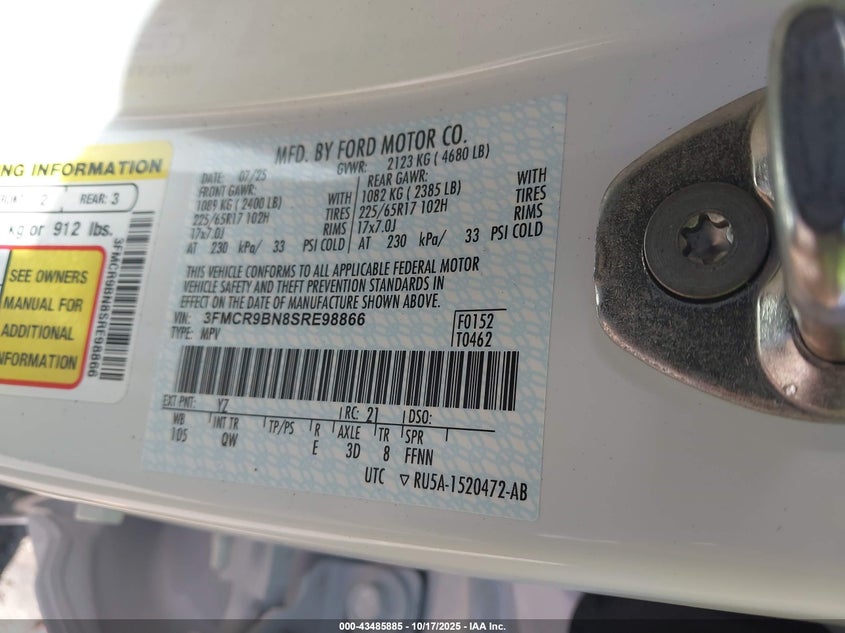 MFD. BY FORD MOTOR CO.
DATE: 07/25 GVWR: 2123 KG ( 4680 LB)
FRONT GAWR: REAR GAWR:
1089 KG ( 2400 LB) WITH 1082 KG ( 2385 LB) WITH
225/65R17 102H TIRES 225/65R17 102H TIRES
17x7.0J RIMS 17x7.0J RIMS
AT 230 kPa/ 33 PSI COLD AT 230 kPa/ 33 PSI COLD
THIS VEHICLE CONFORMS TO ALL APPLICABLE FEDERAL MOTOR
VEHICLE SAFETY AND THEFT PREVENTION STANDARDS IN
EFFECT ON THE DATE OF MANUFACTURE SHOWN ABOVE.
VIN: 3FMCR9BN8SRE98866 F0152
TYPE: MPV T0462
EXT PNT: YZ RC: 21 DSO:
WB INT TR TP/PS R AXLE TR SPR
105 QW E 3D 8 FFNN
UTC ▽ RU5A-1520472-AB
INFORMATION
2 REAR: 3
kg or 912 lbs.
SEE OWNERS
MANUAL FOR
ADDITIONAL
INFORMATION
3FMCR9BN8SRE98866
000-43485885 | 10/17/2025 - IAA Inc.